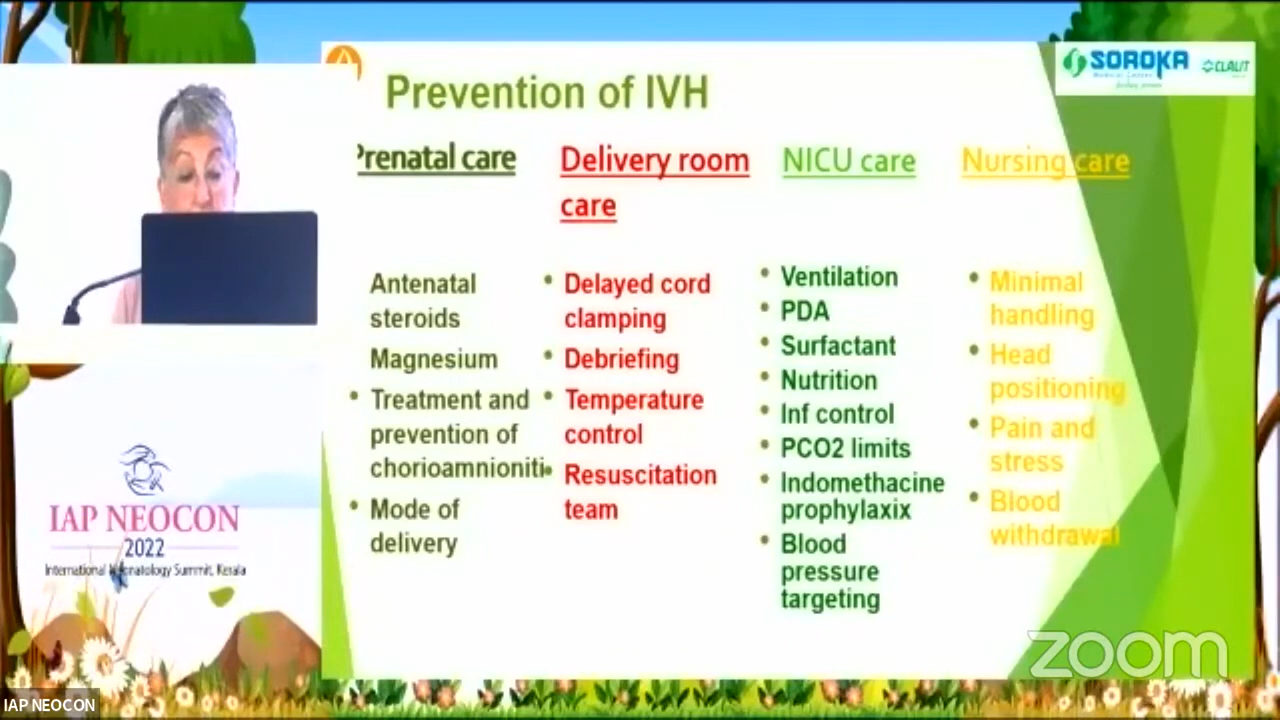 Prevention of IVH
SOROKA
Medical Center
CLALIT
Prenatal care
Delivery room
care
NICU care
Nursing care
Antenatal
steroids
Magnesium
• Treatment and
prevention of
chorioamnioniti
• Mode of
delivery
• Delayed cord
clamping
• Debriefing
• Temperature
control
• Resuscitation
team
• Ventilation
• PDA
• Surfactant
• Nutrition
• Inf control
• PCO2 limits
• Indomethacine
prophylaxix
• Blood
pressure
targeting
• Minimal
handling
• Head
positioning
• Pain and
stress
• Blood
withdrawal
IAP NEOCON
2022
International Neonatology Summit, Kerala
zoom
IAP NEOCON